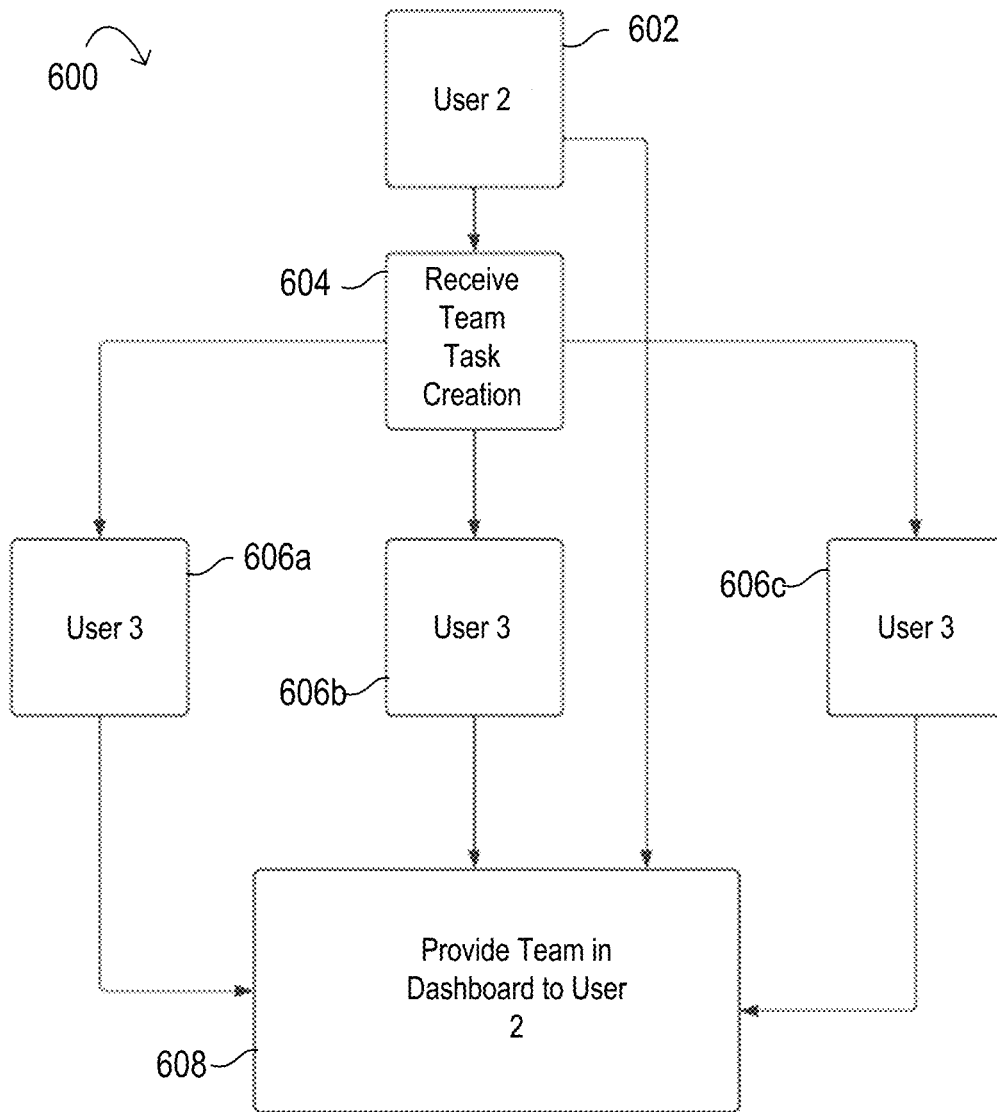 602
600
User 2
604
Receive
Team
Task
Creation
606a
606c
User 3
User 3
User 3
606b
Provide Team in
Dashboard to User
2
608